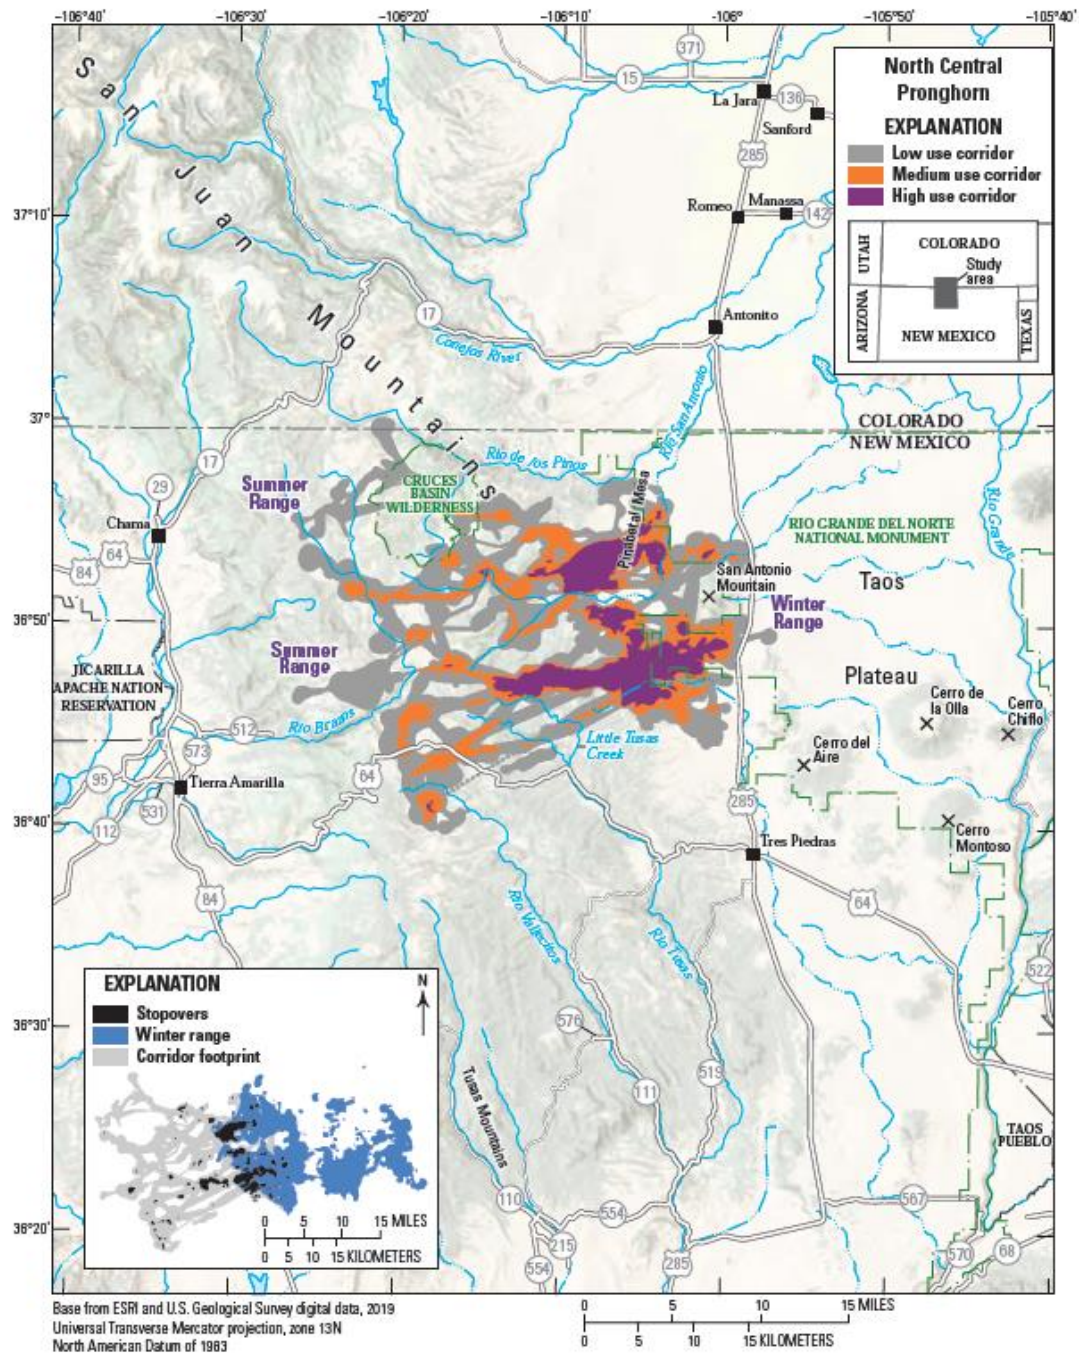 −106°40′ −106°30′ −106°20′ −106°10′ −106° −105°50′ −105°40′
San Juan Mountains
371
15
La Jara
136
Sanford
285
Romeo
Manassa
142
Antonito
17
Conejos River
North Central
Pronghorn
EXPLANATION
Low use corridor
Medium use corridor
High use corridor
UTAH
COLORADO
Study
area
ARIZONA
NEW MEXICO
TEXAS
37°10′
37°
COLORADO
NEW MEXICO
Rio San Antonio
Rio de los Pinos
17
29
Chama
64
84
Summer
Range
CRUCES
BASIN
WILDERNESS
Pinabetal Mesa
RIO GRANDE DEL NORTE
NATIONAL MONUMENT
Rio Grande
San Antonio
Mountain
Taos
Plateau
36°50′
Winter
Range
Summer
Range
JICARILLA
APACHE NATION
RESERVATION
Cerro de
la Olla
Cerro
Chiflo
Rio Brazos
512
573
Little Tusas
Creek
Cerro del
Aire
95
Tierra Amarilla
64
531
112
285
36°40′
Cerro
Montoso
Tres Piedras
84
64
Rio Vallecitos
Rio Tusas
522
36°30′
576
519
111
Tusas Mountains
TAOS
PUEBLO
110
554
567
36°20′
215
554
285
570
68
EXPLANATION
N
Stopovers
Winter range
Corridor footprint
0 5 10 15 MILES
0 5 10 15 KILOMETERS
Base from ESRI and U.S. Geological Survey digital data, 2019
Universal Transverse Mercator projection, zone 13N
North American Datum of 1983
0 5 10 15 MILES
0 5 10 15 KILOMETERS